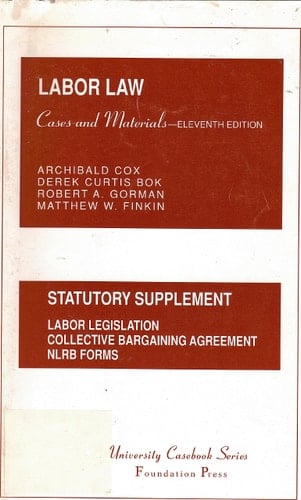 LABOR LAW
Cases and Materials—ELEVENTH EDITION
ARCHIBALD COX
DEREK CURTIS BOK
ROBERT A. GORMAN
MATTHEW W. FINKIN
STATUTORY SUPPLEMENT
LABOR LEGISLATION
COLLECTIVE BARGAINING AGREEMENT
NLRB FORMS
University Casebook Series
Foundation Press